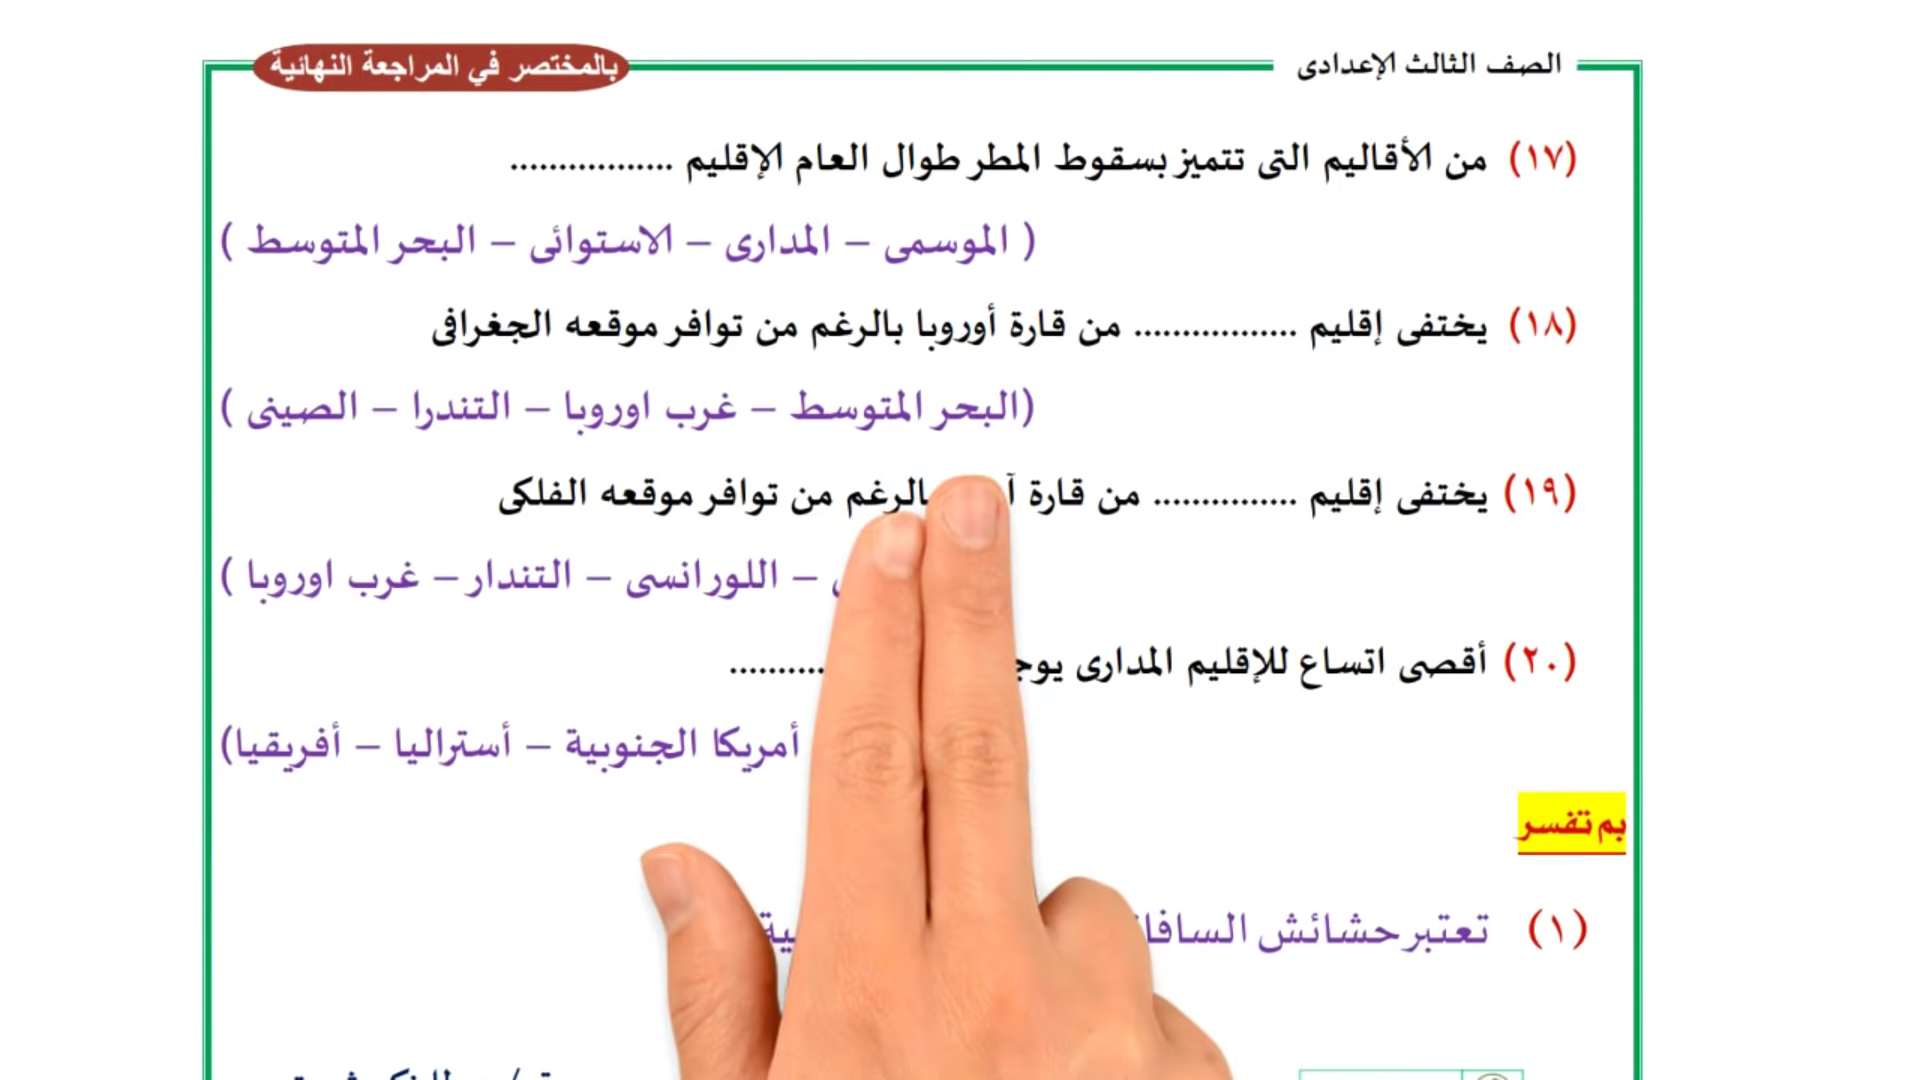 الصف الثالث الإعدادى
بالمختصر في المراجعة النهائية
(١٧) من الأقاليم التى تتميز بسقوط المطر طوال العام الإقليم .................
( الموسمى – المدارى – الاستوائى – البحر المتوسط )
(١٨) يختفى إقليم ................. من قارة أوروبا بالرغم من توافر موقعه الجغرافى
(البحر المتوسط – غرب اوروبا – التندرا – الصينى )
(١٩) يختفى إقليم ............... من قارة بالرغم من توافر موقعه الفلكى
– اللورانسى – التندار – غرب اوروبا )
(٢٠) أقصى اتساع للإقليم المدارى ..........
أمريكا الجنوبية – أستراليا – أفريقيا)
بم تفسر
(١) تعتبر حشائش